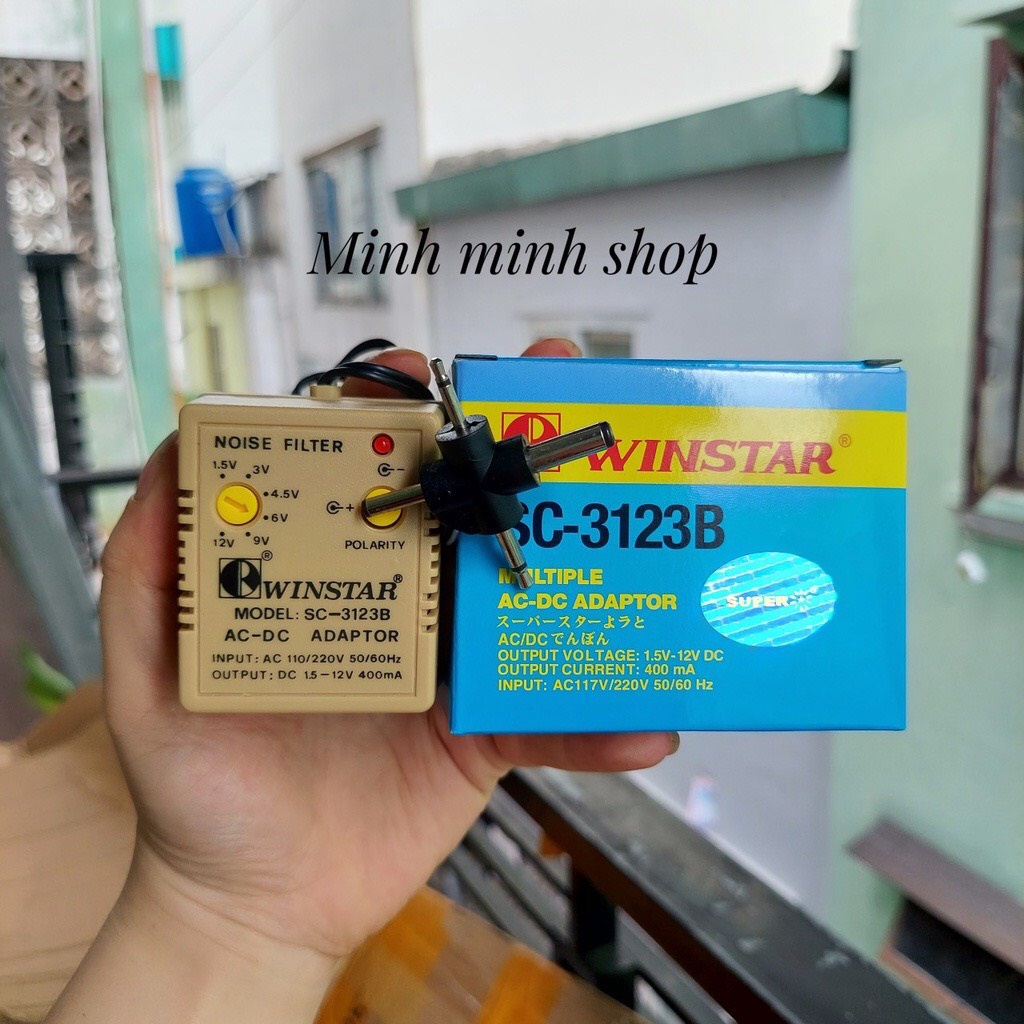 Minh minh shop
NOISE FILTER
1.5V
3V
4.5V
6V
9V
12V
+
-
POLARITY
WINSTAR®
MODEL: SC-3123B
AC-DC ADAPTOR
INPUT: AC 110/220V 50/60Hz
OUTPUT: DC 1.5-12V 400mA
WINSTAR®
SC-3123B
MULTIPLE
AC-DC ADAPTOR
スーパースターよラと
AC/DCでんぽん
OUTPUT VOLTAGE: 1.5V-12V DC
OUTPUT CURRENT: 400 mA
INPUT: AC117V/220V 50/60 Hz
SUPER